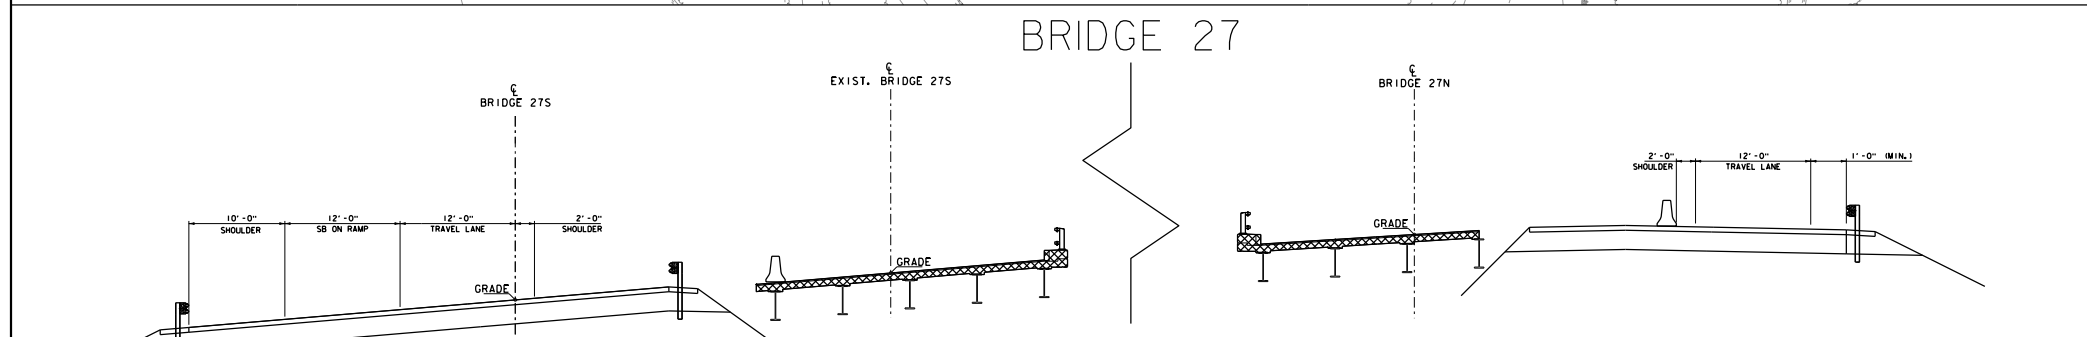 BRIDGE 27
℄
BRIDGE 27S
℄
EXIST. BRIDGE 27S
℄
BRIDGE 27N
10'-0"
SHOULDER
12'-0"
SB ON RAMP
12'-0"
TRAVEL LANE
2'-0"
SHOULDER
GRADE
GRADE
GRADE
2'-0"
SHOULDER
12'-0"
TRAVEL LANE
1'-0" (MIN.)